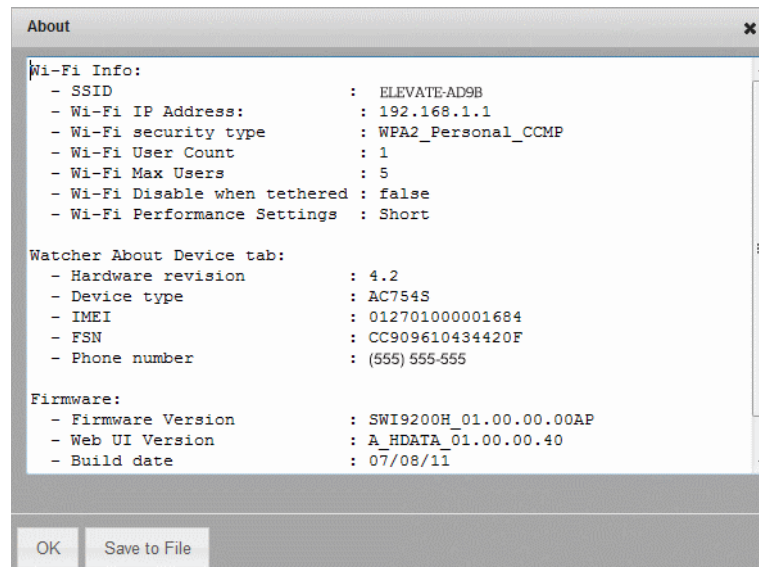 About
Wi-Fi Info:
- SSID : ELEVATE-AD9B
- Wi-Fi IP Address: : 192.168.1.1
- Wi-Fi security type : WPA2_Personal_CCMP
- Wi-Fi User Count : 1
- Wi-Fi Max Users : 5
- Wi-Fi Disable when tethered : false
- Wi-Fi Performance Settings : Short
Watcher About Device tab:
- Hardware revision : 4.2
- Device type : AC754S
- IMEI : 012701000001684
- FSN : CC909610434420F
- Phone number : (555) 555-555
Firmware:
- Firmware Version : SWI9200H_01.00.00.00AP
- Web UI Version : A_HDATA_01.00.00.40
- Build date : 07/08/11
OK Save to File